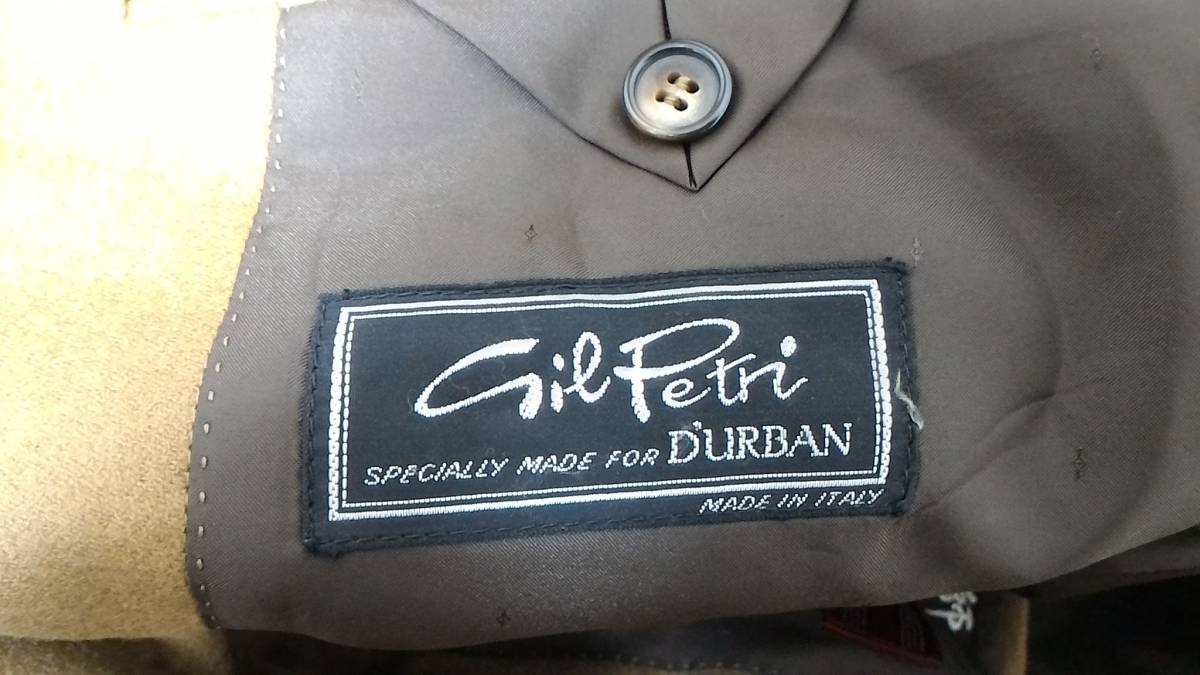 Gil Petri
SPECIALLY MADE FOR D'URBAN
MADE IN ITALY